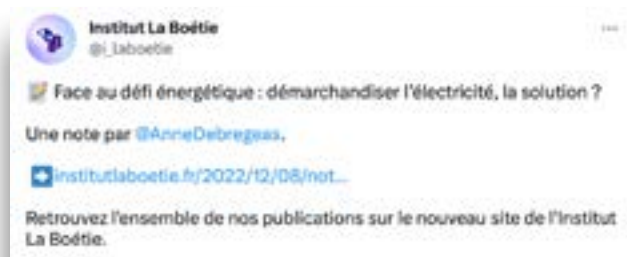 Institut La Boétie
@i_laboetie
📝 Face au défi énergétique : démarchandiser l'électricité, la solution ?
Une note par @AnneDebregeas,
➡️institutlaboetie.fr/2022/12/08/not...
Retrouvez l'ensemble de nos publications sur le nouveau site de l'Institut
La Boétie.